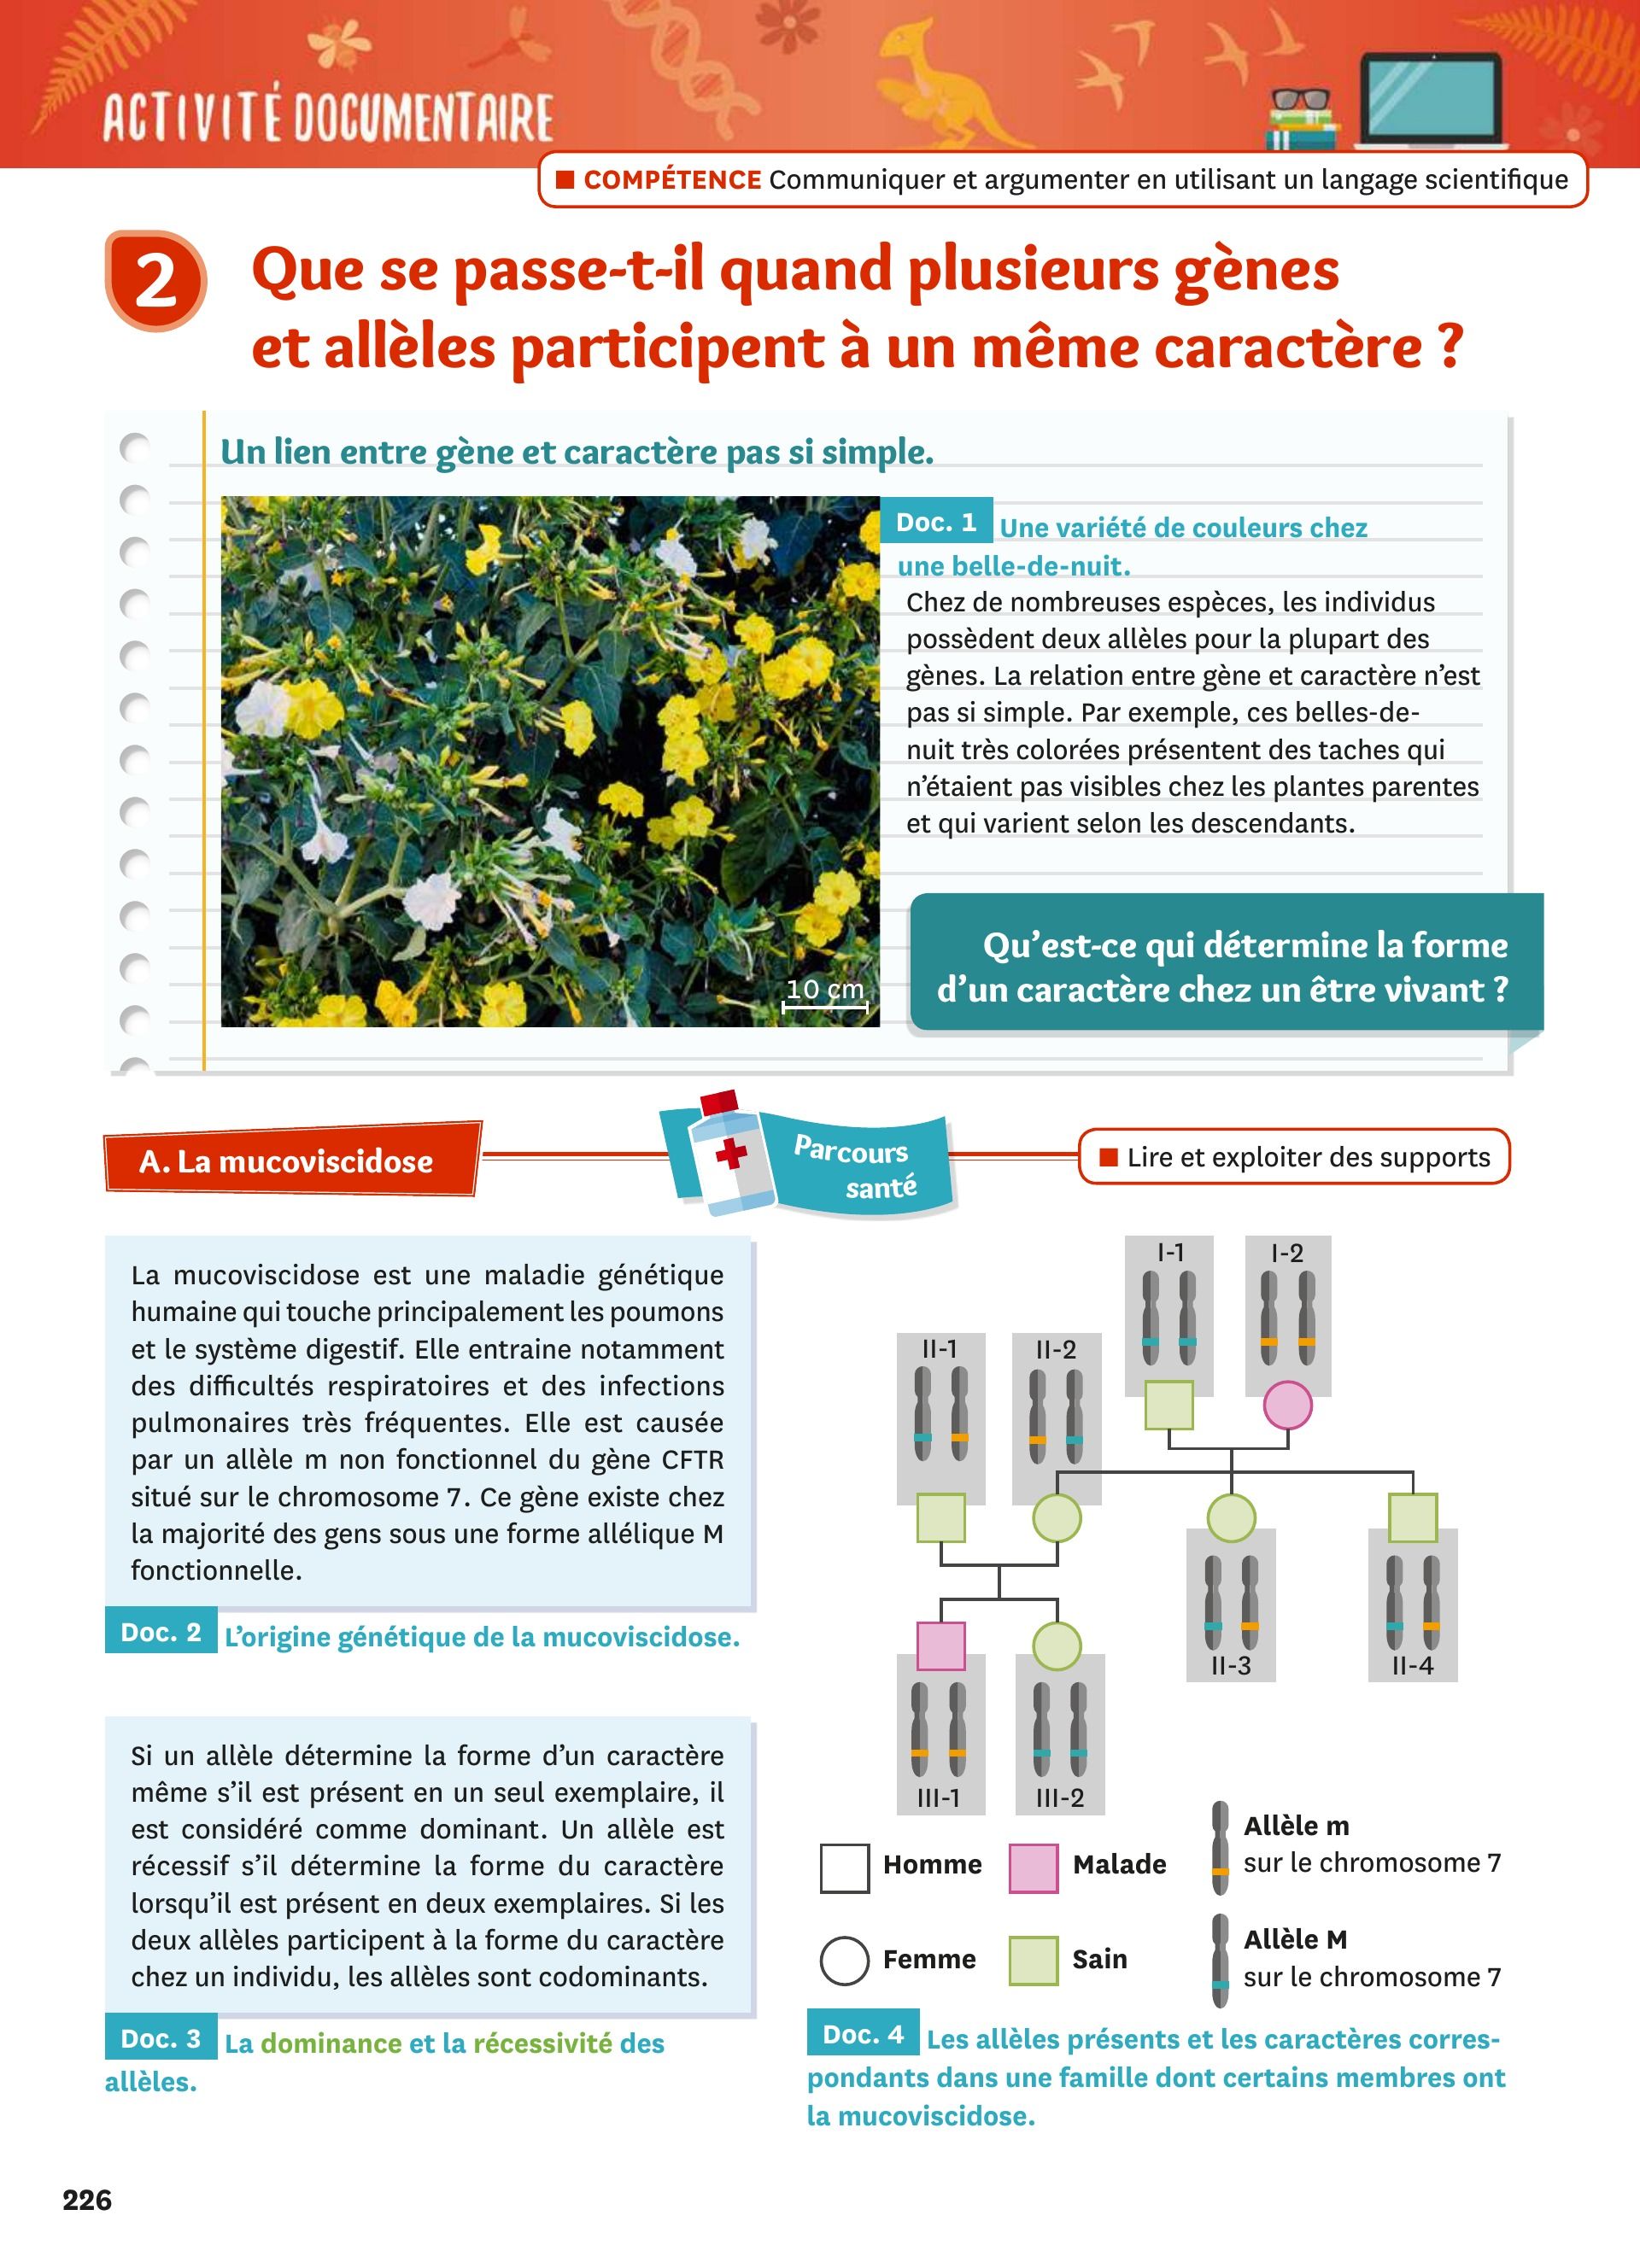 ACTIVITÉ DOCUMENTAIRE
COMPÉTENCE Communiquer et argumenter en utilisant un langage scientifique
2
Que se passe-t-il quand plusieurs gènes
et allèles participent à un même caractère ?
Un lien entre gène et caractère pas si simple.
Doc. 1 Une variété de couleurs chez
une belle-de-nuit.
Chez de nombreuses espèces, les individus
possèdent deux allèles pour la plupart des
gènes. La relation entre gène et caractère n’est
pas si simple. Par exemple, ces belles-de-
nuit très colorées présentent des taches qui
n’étaient pas visibles chez les plantes parentes
et qui varient selon les descendants.
10 cm
Qu’est-ce qui détermine la forme
d’un caractère chez un être vivant ?
A. La mucoviscidose
Parcours
santé
Lire et exploiter des supports
La mucoviscidose est une maladie génétique
humaine qui touche principalement les poumons
et le système digestif. Elle entraine notamment
des difficultés respiratoires et des infections
pulmonaires très fréquentes. Elle est causée
par un allèle m non fonctionnel du gène CFTR
situé sur le chromosome 7. Ce gène existe chez
la majorité des gens sous une forme allélique M
fonctionnelle.
Doc. 2 L’origine génétique de la mucoviscidose.
Si un allèle détermine la forme d’un caractère
même s’il est présent en un seul exemplaire, il
est considéré comme dominant. Un allèle est
récessif s’il détermine la forme du caractère
lorsqu’il est présent en deux exemplaires. Si les
deux allèles participent à la forme du caractère
chez un individu, les allèles sont codominants.
Doc. 3 La dominance et la récessivité des
allèles.
I-1
I-2
II-1
II-2
II-3
II-4
III-1
III-2
Homme
Malade
Allèle m
sur le chromosome 7
Femme
Sain
Allèle M
sur le chromosome 7
Doc. 4 Les allèles présents et les caractères corres-
pondants dans une famille dont certains membres ont
la mucoviscidose.
226